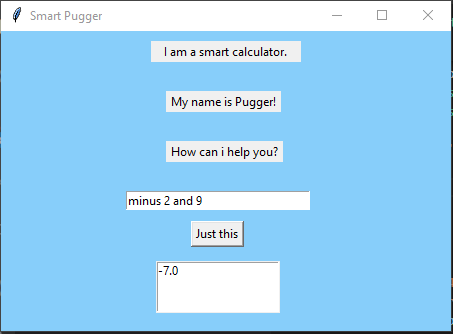 Smart Pugger
I am a smart calculator.
My name is Pugger!
How can i help you?
minus 2 and 9
Just this
-7.0